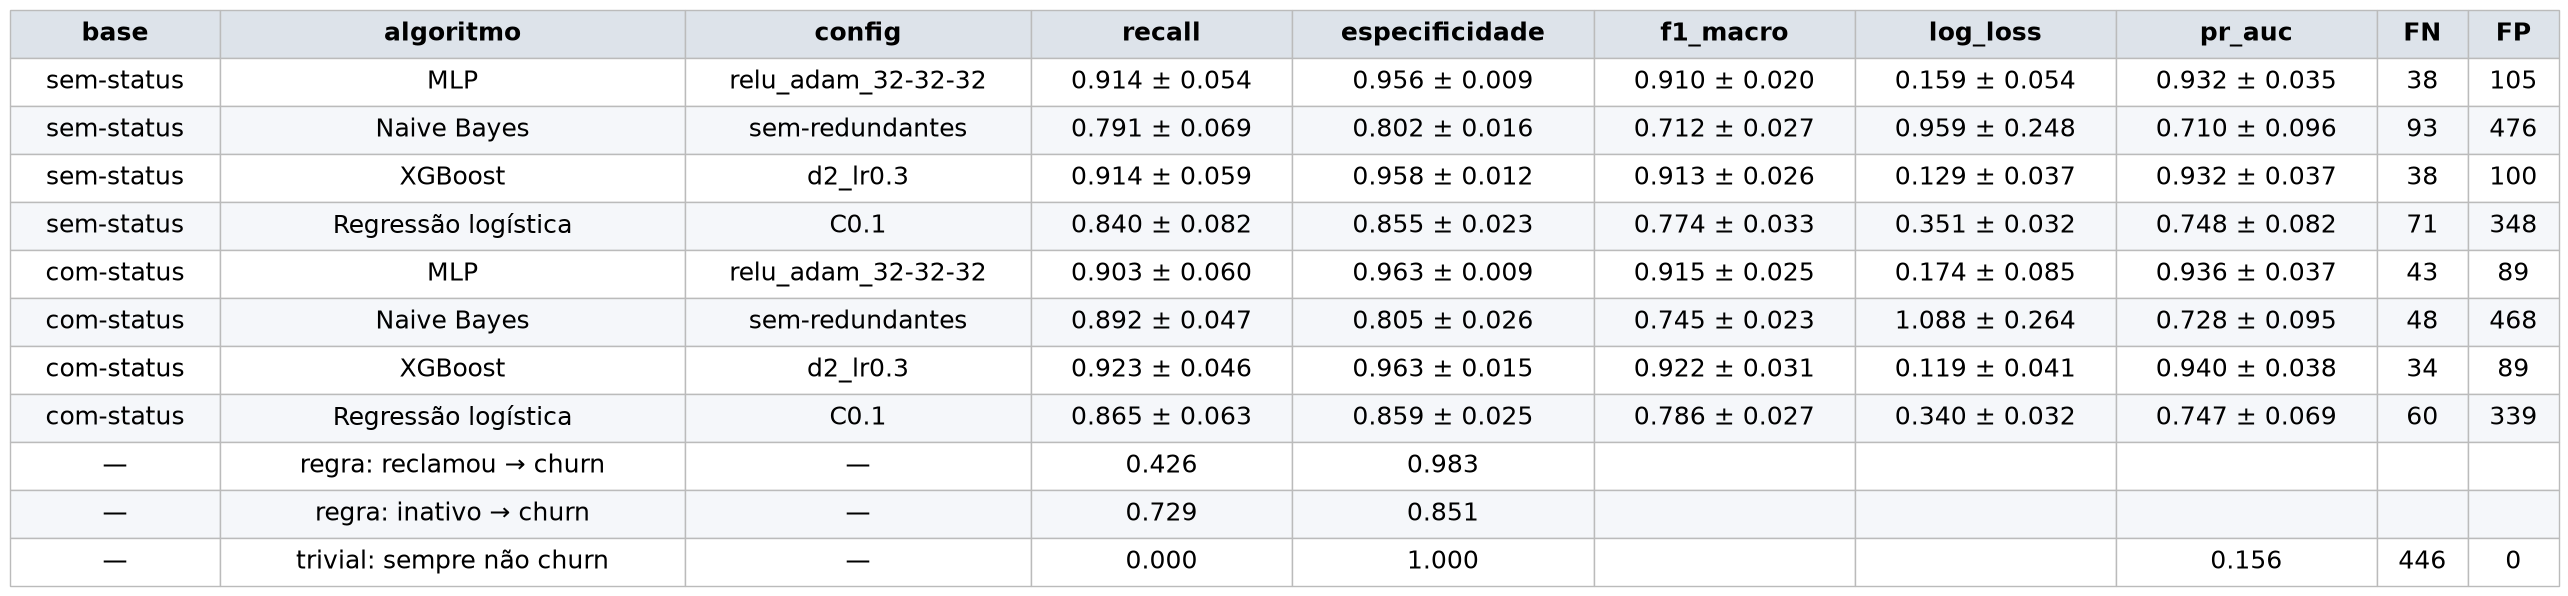 base algoritmo config recall especificidade f1_macro log_loss pr_auc FN FP
sem-status MLP relu_adam_32-32-32 0.914 ± 0.054 0.956 ± 0.009 0.910 ± 0.020 0.159 ± 0.054 0.932 ± 0.035 38 105
sem-status Naive Bayes sem-redundantes 0.791 ± 0.069 0.802 ± 0.016 0.712 ± 0.027 0.959 ± 0.248 0.710 ± 0.096 93 476
sem-status XGBoost d2_lr0.3 0.914 ± 0.059 0.958 ± 0.012 0.913 ± 0.026 0.129 ± 0.037 0.932 ± 0.037 38 100
sem-status Regressão logística C0.1 0.840 ± 0.082 0.855 ± 0.023 0.774 ± 0.033 0.351 ± 0.032 0.748 ± 0.082 71 348
com-status MLP relu_adam_32-32-32 0.903 ± 0.060 0.963 ± 0.009 0.915 ± 0.025 0.174 ± 0.085 0.936 ± 0.037 43 89
com-status Naive Bayes sem-redundantes 0.892 ± 0.047 0.805 ± 0.026 0.745 ± 0.023 1.088 ± 0.264 0.728 ± 0.095 48 468
com-status XGBoost d2_lr0.3 0.923 ± 0.046 0.963 ± 0.015 0.922 ± 0.031 0.119 ± 0.041 0.940 ± 0.038 34 89
com-status Regressão logística C0.1 0.865 ± 0.063 0.859 ± 0.025 0.786 ± 0.027 0.340 ± 0.032 0.747 ± 0.069 60 339
— regra: reclamou → churn — 0.426 0.983
— regra: inativo → churn — 0.729 0.851
— trivial: sempre não churn — 0.000 1.000 0.156 446 0